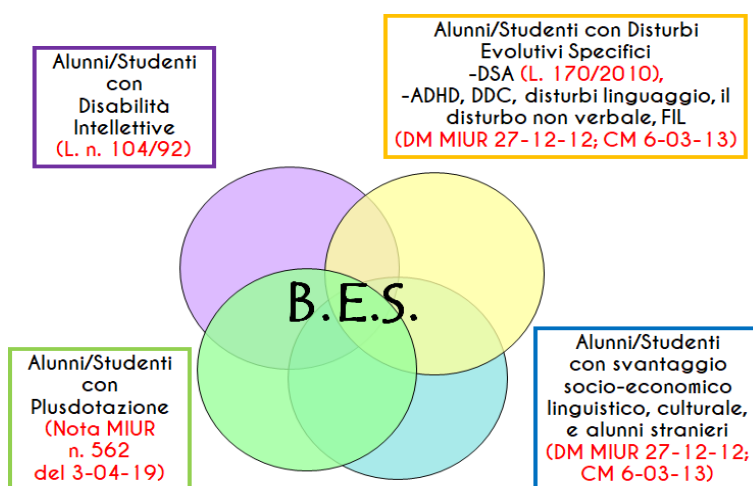 Alunni/Studenti
con
Disabilità
Intellettive
(L. n. 104/92)
Alunni/Studenti con Disturbi
Evolutivi Specifici
-DSA (L. 170/2010),
-ADHD, DDC, disturbi linguaggio, il
disturbo non verbale, FIL
(DM MIUR 27-12-12; CM 6-03-13)
B.E.S.
Alunni/Studenti
con
Plusdotazione
(Nota MIUR
n. 562
del 3-04-19)
Alunni/Studenti
con svantaggio
socio-economico
linguistico, culturale,
e alunni stranieri
(DM MIUR 27-12-12;
CM 6-03-13)